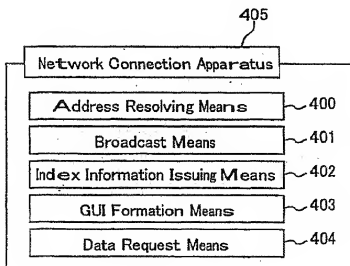 405
Network Connection Apparatus
Address Resolving Means 400
Broadcast Means 401
Index Information Issuing Means 402
GUI Formation Means 403
Data Request Means 404